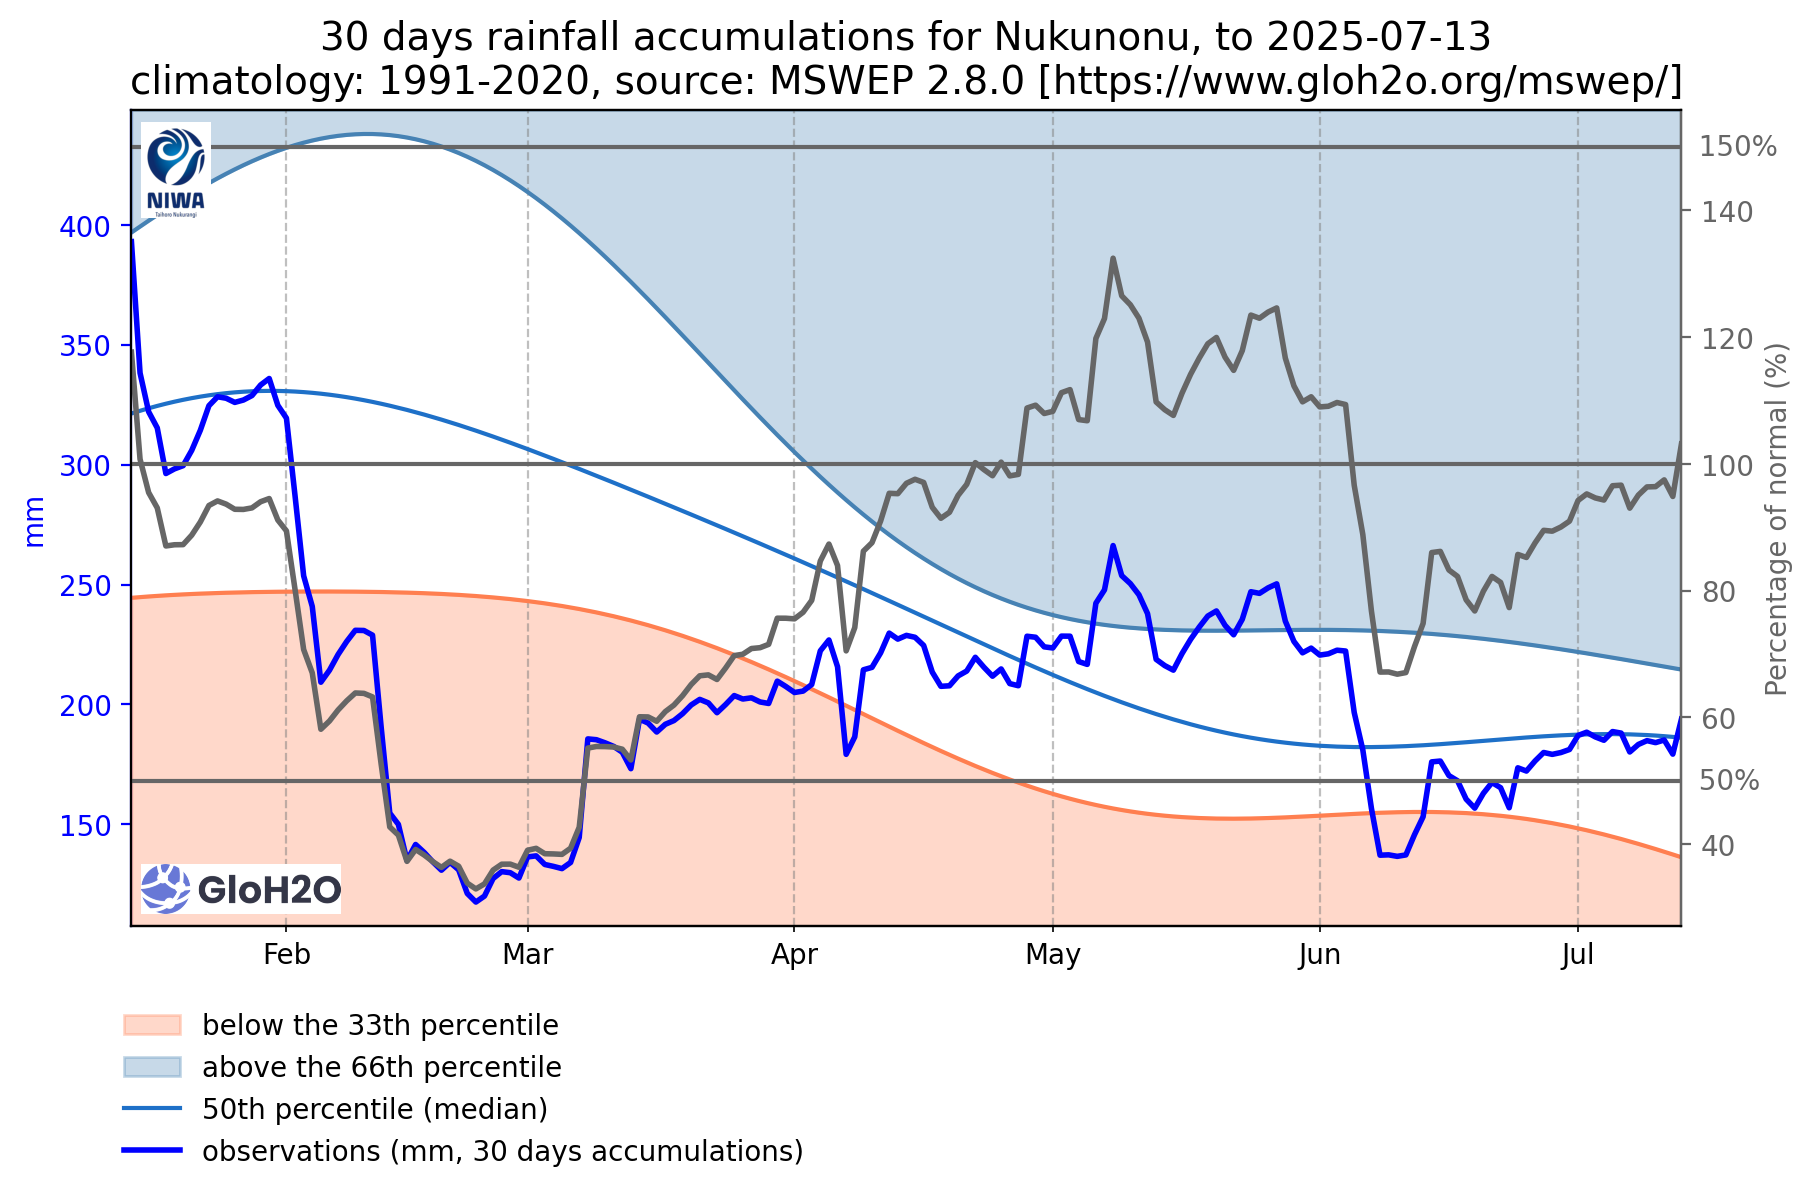 30 days rainfall accumulations for Nukunonu, to 2025-07-13
climatology: 1991-2020, source: MSWEP 2.8.0 [https://www.gloh2o.org/mswep/]
NIWA
Taihoro Nukurangi
400
350
300
250
200
150
mm
150%
140
120
100
80
60
50%
40
Percentage of normal (%)
GloH2O
Feb Mar Apr May Jun Jul
below the 33th percentile
above the 66th percentile
50th percentile (median)
observations (mm, 30 days accumulations)